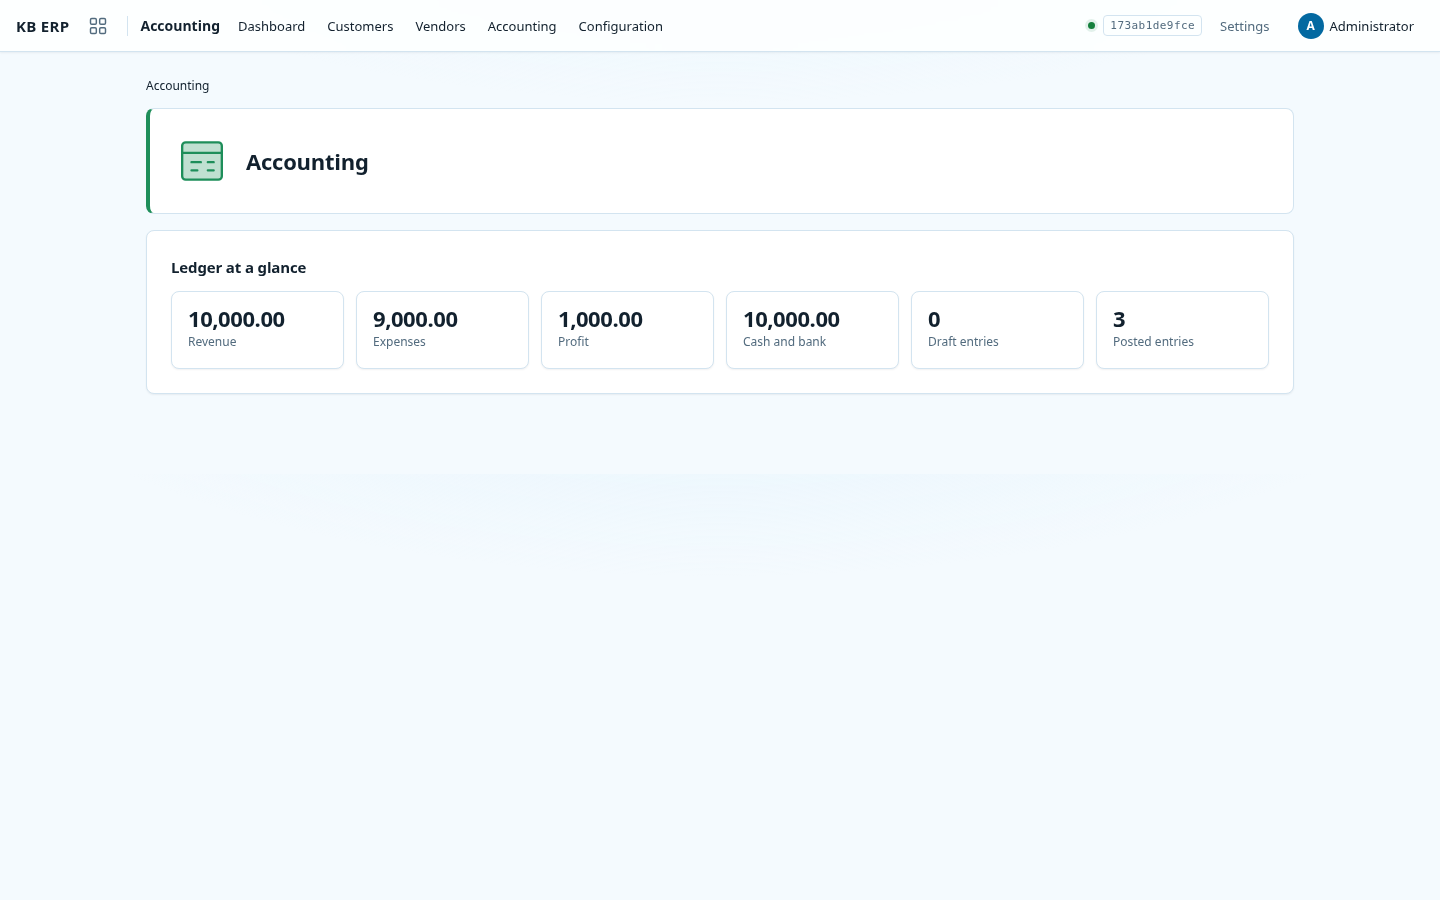 KB ERP Accounting Dashboard Customers Vendors Accounting Configuration 173ab1de9fce Settings A Administrator
Accounting
Accounting
Ledger at a glance
10,000.00 9,000.00 1,000.00 10,000.00 0 3
Revenue Expenses Profit Cash and bank Draft entries Posted entries